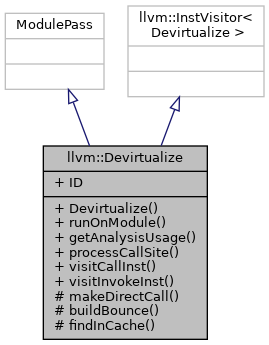 ModulePass
llvm::InstVisitor<
Devirtualize >
llvm::Devirtualize
+ ID
+ Devirtualize()
+ runOnModule()
+ getAnalysisUsage()
+ processCallSite()
+ visitCallInst()
+ visitInvokeInst()
# makeDirectCall()
# buildBounce()
# findInCache()